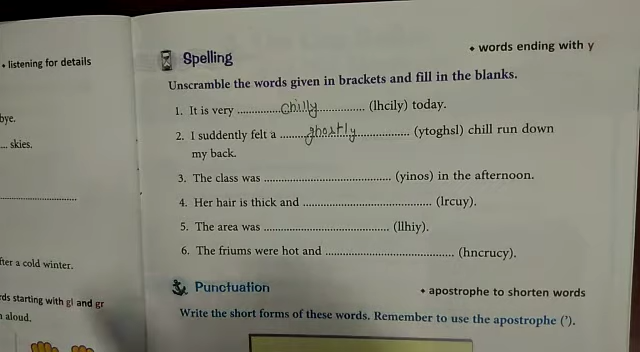 • listening for details
bye.
... skies.
fter a cold winter.
rds starting with gl and gr
aloud.
Spelling
• words ending with y
Unscramble the words given in brackets and fill in the blanks.
1. It is very ..............chilly................ (lhcily) today.
2. I suddently felt a .........ghostly.................. (ytoghsl) chill run down
my back.
3. The class was .......................................... (yinos) in the afternoon.
4. Her hair is thick and .......................................... (lrcuy).
5. The area was .......................................... (llhiy).
6. The friums were hot and .......................................... (hncrucy).
Punctuation
• apostrophe to shorten words
Write the short forms of these words. Remember to use the apostrophe (').